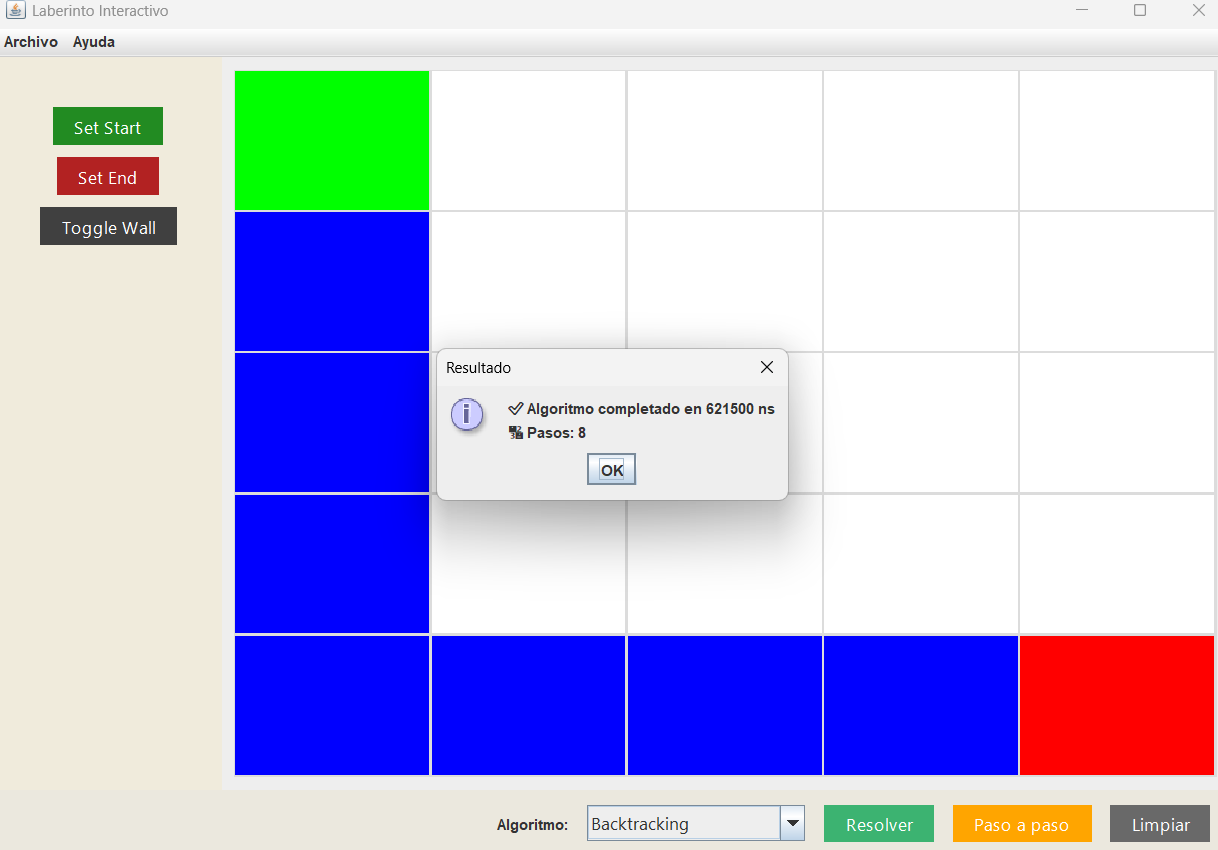 Laberinto Interactivo
Archivo Ayuda
Set Start
Set End
Toggle Wall
Resultado
Algoritmo completado en 621500 ns
Pasos: 8
OK
Algoritmo: Backtracking Resolver Paso a paso Limpiar